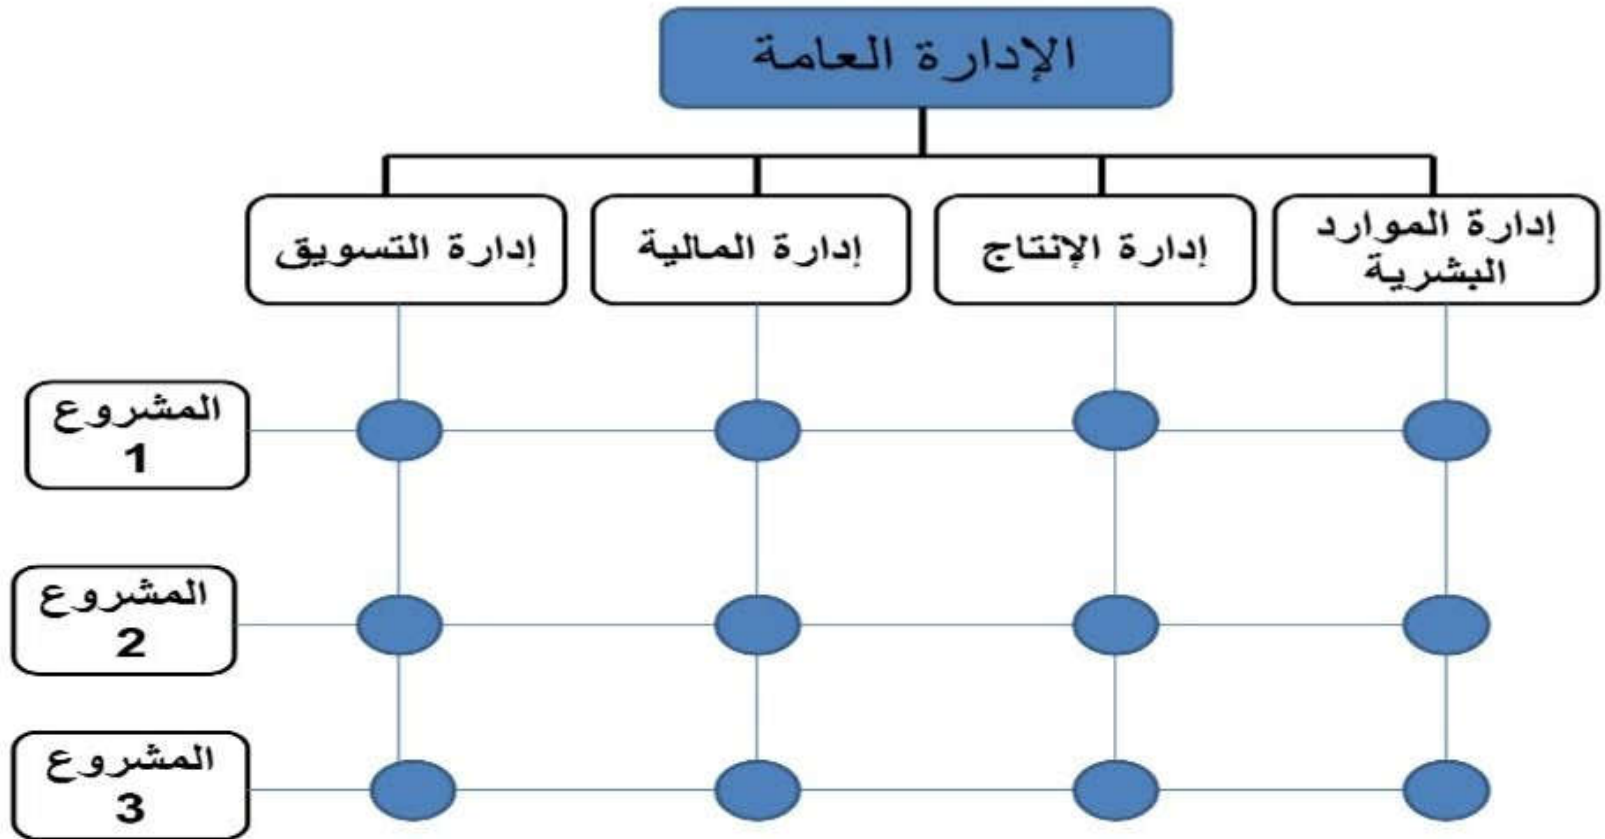 الإدارة العامة
إدارة الموارد
البشرية
إدارة الإنتاج
إدارة المالية
إدارة التسويق
المشروع
1
المشروع
2
المشروع
3